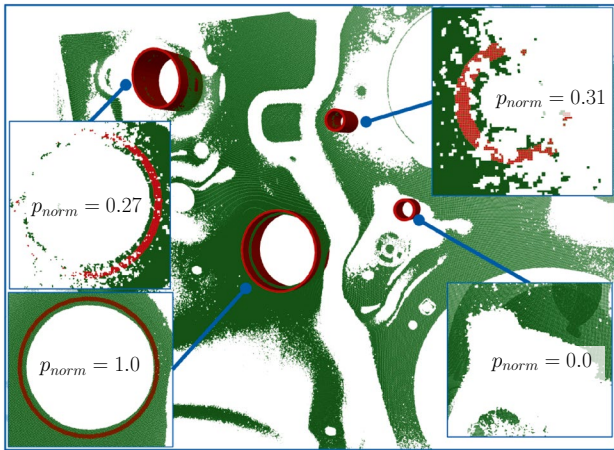 p_norm = 0.31
p_norm = 0.27
p_norm = 1.0
p_norm = 0.0